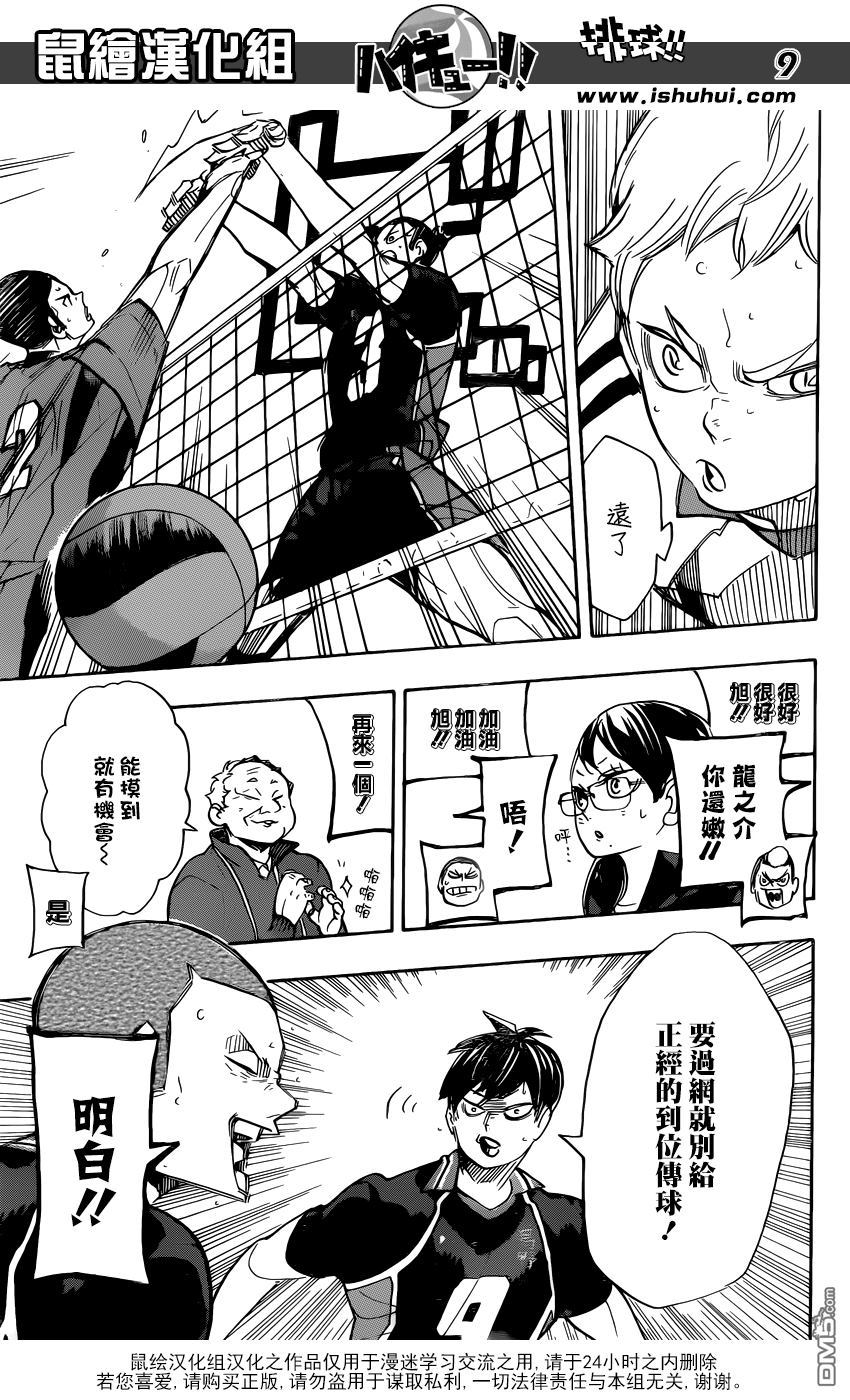 鼠繪漢化組
ハイキュー!!
排球!!
9
www.ishuhui.com
遠了
很好
很好
旭!!
龍之介
你還嫩!!
呼…
唔!
加油
加油
旭!!
再來一個!
啪啪啪
能摸到
就有機會~
是
要過網就別給
正經的到位傳球!
明白!!
2
9
DM5.com
鼠绘汉化组汉化之作品仅用于漫迷学习交流之用, 请于24小时之内删除
若您喜爱, 请购买正版, 请勿盗用于谋取私利, 一切法律责任与本组无关, 谢谢。